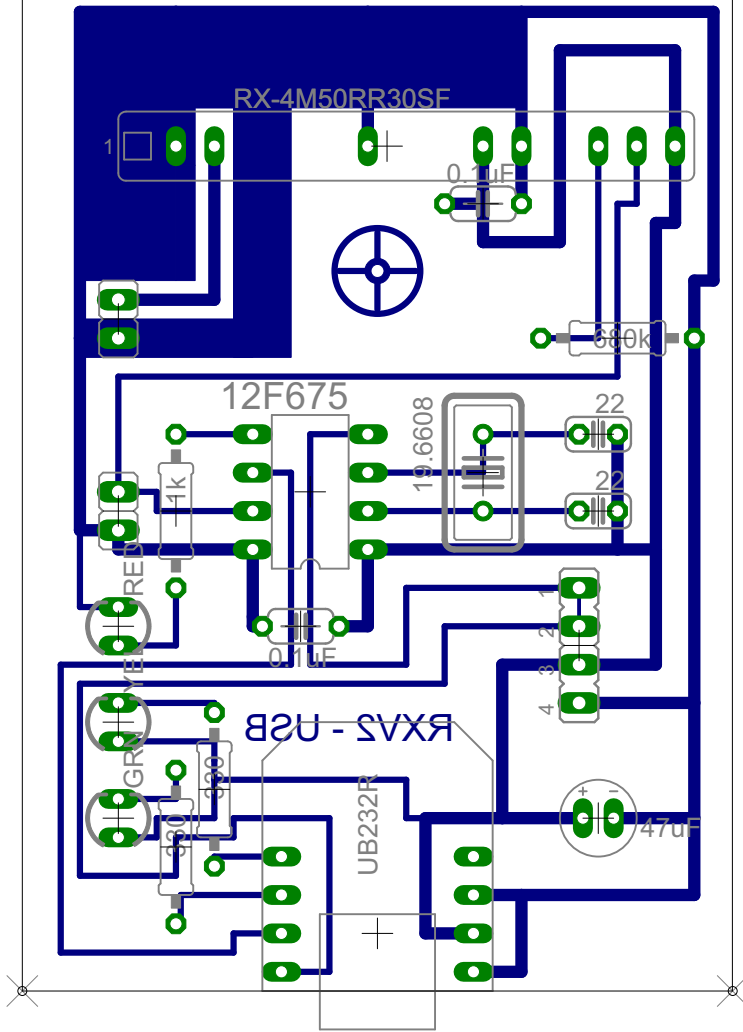 RX-4M50RR30SF
1
0.1uF
680k
12F675
22
19.6608
1k
22
RED
1
0.1uF
2
YEL
3
4
RXV2 - USB
GRN
330
UB232R
+ -
47uF
330